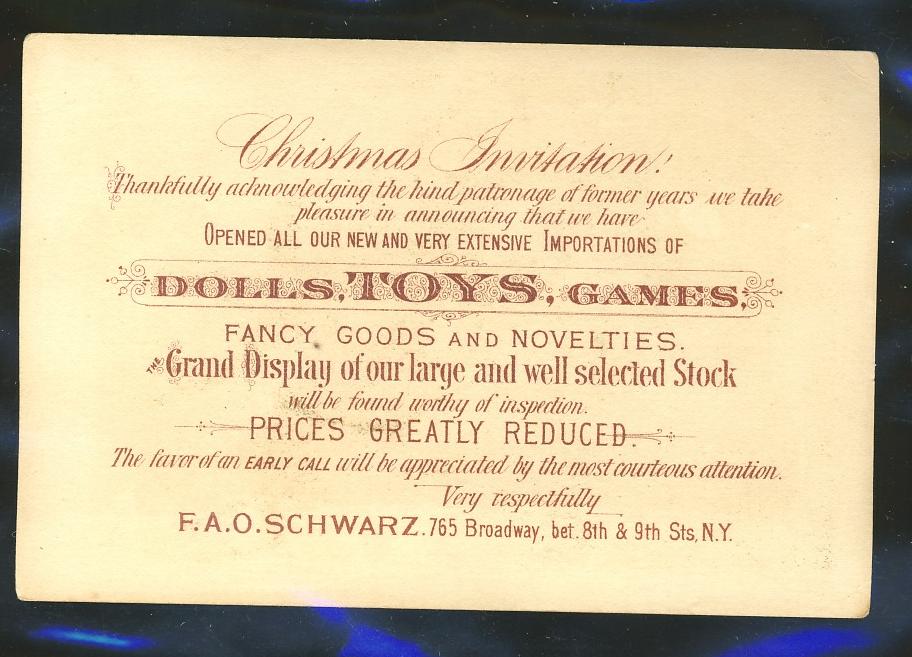 Christmas Invitation!
Thankfully acknowledging the kind patronage of former years we take
pleasure in announcing that we have
OPENED ALL OUR NEW AND VERY EXTENSIVE IMPORTATIONS OF
DOLLS, TOYS, GAMES,
FANCY GOODS AND NOVELTIES.
THE Grand Display of our large and well selected Stock
will be found worthy of inspection.
PRICES GREATLY REDUCED
The favor of an EARLY CALL will be appreciated by the most courteous attention.
Very respectfully
F.A.O. SCHWARZ. 765 Broadway, bet. 8th & 9th Sts, N.Y.